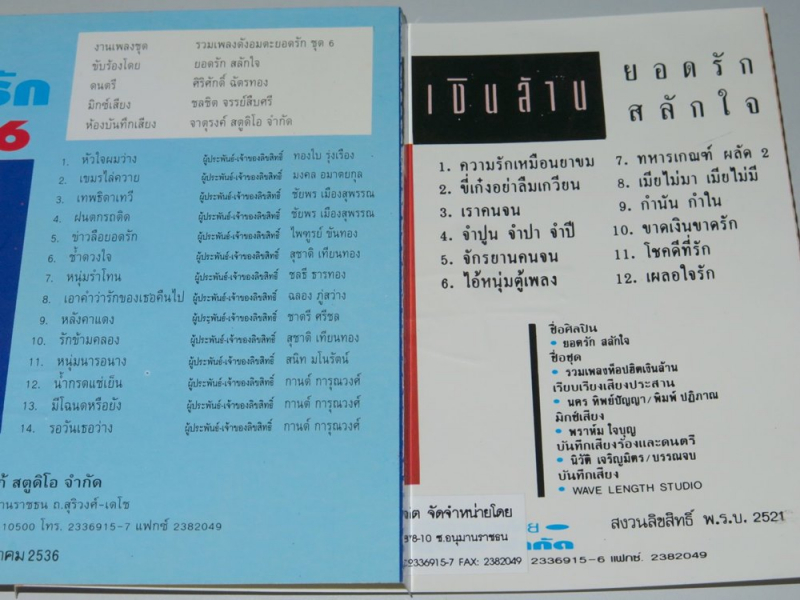 รัก
6
งานเพลงชุด รวมเพลงดังอมตะยอดรัก ชุด 6
ขับร้องโดย ยอดรัก สลักใจ
ดนตรี ศิริศักดิ์ ฉัตรทอง
มิกซ์เสียง ชลชิต จรรย์สืบศรี
ห้องบันทึกเสียง จาตุรงค์ สตูดิโอ จำกัด
1. หัวใจผมว่าง ผู้ประพันธ์-เจ้าของลิขสิทธิ์ ทองใบ รุ่งเรือง
2. เขมรไล่ควาย ผู้ประพันธ์-เจ้าของลิขสิทธิ์ มงคล อมาตยกุล
3. เทพธิดาเทวี ผู้ประพันธ์-เจ้าของลิขสิทธิ์ ชัยพร เมืองสุพรรณ
4. ฝนตกรถติด ผู้ประพันธ์-เจ้าของลิขสิทธิ์ ชัยพร เมืองสุพรรณ
5. ข่าวลือยอดรัก ผู้ประพันธ์-เจ้าของลิขสิทธิ์ ไพฑูรย์ ขันทอง
6. ช้ำดวงใจ ผู้ประพันธ์-เจ้าของลิขสิทธิ์ สุชาติ เทียนทอง
7. หนุ่มรำโทน ผู้ประพันธ์-เจ้าของลิขสิทธิ์ ชลธี ธารทอง
8. เอาคำว่ารักของเธอคืนไป ผู้ประพันธ์-เจ้าของลิขสิทธิ์ ฉลอง ภู่สว่าง
9. หลังคาแดง ผู้ประพันธ์-เจ้าของลิขสิทธิ์ ชาตรี ศรีชล
10. รักข้ามคลอง ผู้ประพันธ์-เจ้าของลิขสิทธิ์ สุชาติ เทียนทอง
11. หนุ่มนารอนาง ผู้ประพันธ์-เจ้าของลิขสิทธิ์ สนิท มโนรัตน์
12. น้ำกรดแช่เย็น ผู้ประพันธ์-เจ้าของลิขสิทธิ์ กานต์ การุณวงศ์
13. มีโฉนดหรือยัง ผู้ประพันธ์-เจ้าของลิขสิทธิ์ กานต์ การุณวงศ์
14. รอวันเธอว่าง ผู้ประพันธ์-เจ้าของลิขสิทธิ์ กานต์ การุณวงศ์
สตูดิโอ จำกัด
านราชธน ถ.สุริวงศ์-เดโช
10500 โทร. 2336915-7 แฟกซ์ 2382049
าคม 2536
เงินล้าน
ยอดรัก
สลักใจ
1. ความรักเหมือนยาขม
2. ขี่เก๋งอย่าลืมเกวียน
3. เราคนจน
4. จำปูน จำปา จำปี
5. จักรยานคนจน
6. ไอ้หนุ่มตู้เพลง
7. ทหารเกณฑ์ ผลัด 2
8. เมียไม่มา เมียไม่มี
9. กำนัน กำใน
10. ขาดเงินขาดรัก
11. โชคดีที่รัก
12. เผลอใจรัก
ชื่อศิลปิน
• ยอดรัก สลักใจ
ชื่อชุด
• รวมเพลงท็อปฮิตเงินล้าน
เรียบเรียงเสียงประสาน
• นคร ทิพย์ปัญญา/พิมพ์ ปฏิภาณ
มิกซ์เสียง
• พราห์ม ใจบุญ
บันทึกเสียงร้องและดนตรี
• นิวัติ เจริญมิตร/บรรณจบ
บันทึกเสียง
• WAVE LENGTH STUDIO
จัดจำหน่ายโดย
8-10 ซ.อนุมานราชธน
2336915-7 FAX: 2382049
สงวนลิขสิทธิ์ พ.ร.บ. 2521
2336915-6 แฟกซ์. 2382049